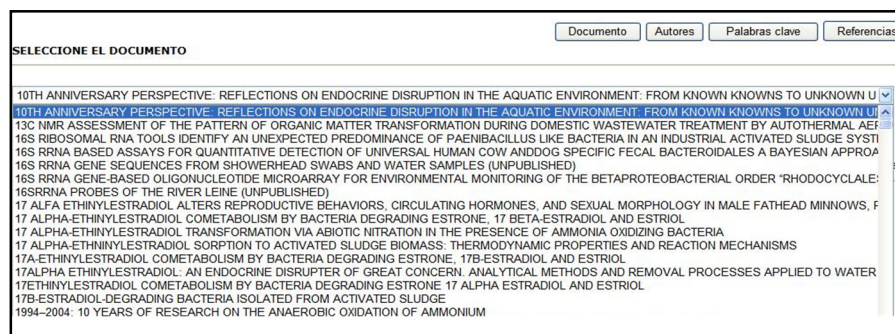 Documento Autores Palabras clave Referencias
SELECCIONE EL DOCUMENTO
10TH ANNIVERSARY PERSPECTIVE: REFLECTIONS ON ENDOCRINE DISRUPTION IN THE AQUATIC ENVIRONMENT: FROM KNOWN KNOWNS TO UNKNOWN U
10TH ANNIVERSARY PERSPECTIVE: REFLECTIONS ON ENDOCRINE DISRUPTION IN THE AQUATIC ENVIRONMENT: FROM KNOWN KNOWNS TO UNKNOWN UN
13C NMR ASSESSMENT OF THE PATTERN OF ORGANIC MATTER TRANSFORMATION DURING DOMESTIC WASTEWATER TREATMENT BY AUTOTHERMAL AER
16S RIBOSOMAL RNA TOOLS IDENTIFY AN UNEXPECTED PREDOMINANCE OF PAENIBACILLUS LIKE BACTERIA IN AN INDUSTRIAL ACTIVATED SLUDGE SYSTI
16S RRNA BASED ASSAYS FOR QUANTITATIVE DETECTION OF UNIVERSAL HUMAN COW ANDDOG SPECIFIC FECAL BACTEROIDALES A BAYESIAN APPROA
16S RRNA GENE SEQUENCES FROM SHOWERHEAD SWABS AND WATER SAMPLES (UNPUBLISHED)
16S RRNA GENE-BASED OLIGONUCLEOTIDE MICROARRAY FOR ENVIRONMENTAL MONITORING OF THE BETAPROTEOBACTERIAL ORDER “RHODOCYCLALES
16SRRNA PROBES OF THE RIVER LEINE (UNPUBLISHED)
17 ALFA ETHINYLESTRADIOL ALTERS REPRODUCTIVE BEHAVIORS, CIRCULATING HORMONES, AND SEXUAL MORPHOLOGY IN MALE FATHEAD MINNOWS, F
17 ALPHA-ETHINYLESTRADIOL COMETABOLISM BY BACTERIA DEGRADING ESTRONE, 17 BETA-ESTRADIOL AND ESTRIOL
17 ALPHA-ETHINYLESTRADIOL TRANSFORMATION VIA ABIOTIC NITRATION IN THE PRESENCE OF AMMONIA OXIDIZING BACTERIA
17 ALPHA-ETHNINYLESTRADIOL SORPTION TO ACTIVATED SLUDGE BIOMASS: THERMODYNAMIC PROPERTIES AND REACTION MECHANISMS
17A-ETHINYLESTRADIOL COMETABOLISM BY BACTERIA DEGRADING ESTRONE, 17B-ESTRADIOL AND ESTRIOL
17ALPHA ETHINYLESTRADIOL: AN ENDOCRINE DISRUPTER OF GREAT CONCERN. ANALYTICAL METHODS AND REMOVAL PROCESSES APPLIED TO WATER
17ETHINYLESTRADIOL COMETABOLISM BY BACTERIA DEGRADING ESTRONE 17 ALPHA ESTRADIOL AND ESTRIOL
17B-ESTRADIOL-DEGRADING BACTERIA ISOLATED FROM ACTIVATED SLUDGE
1994–2004: 10 YEARS OF RESEARCH ON THE ANAEROBIC OXIDATION OF AMMONIUM